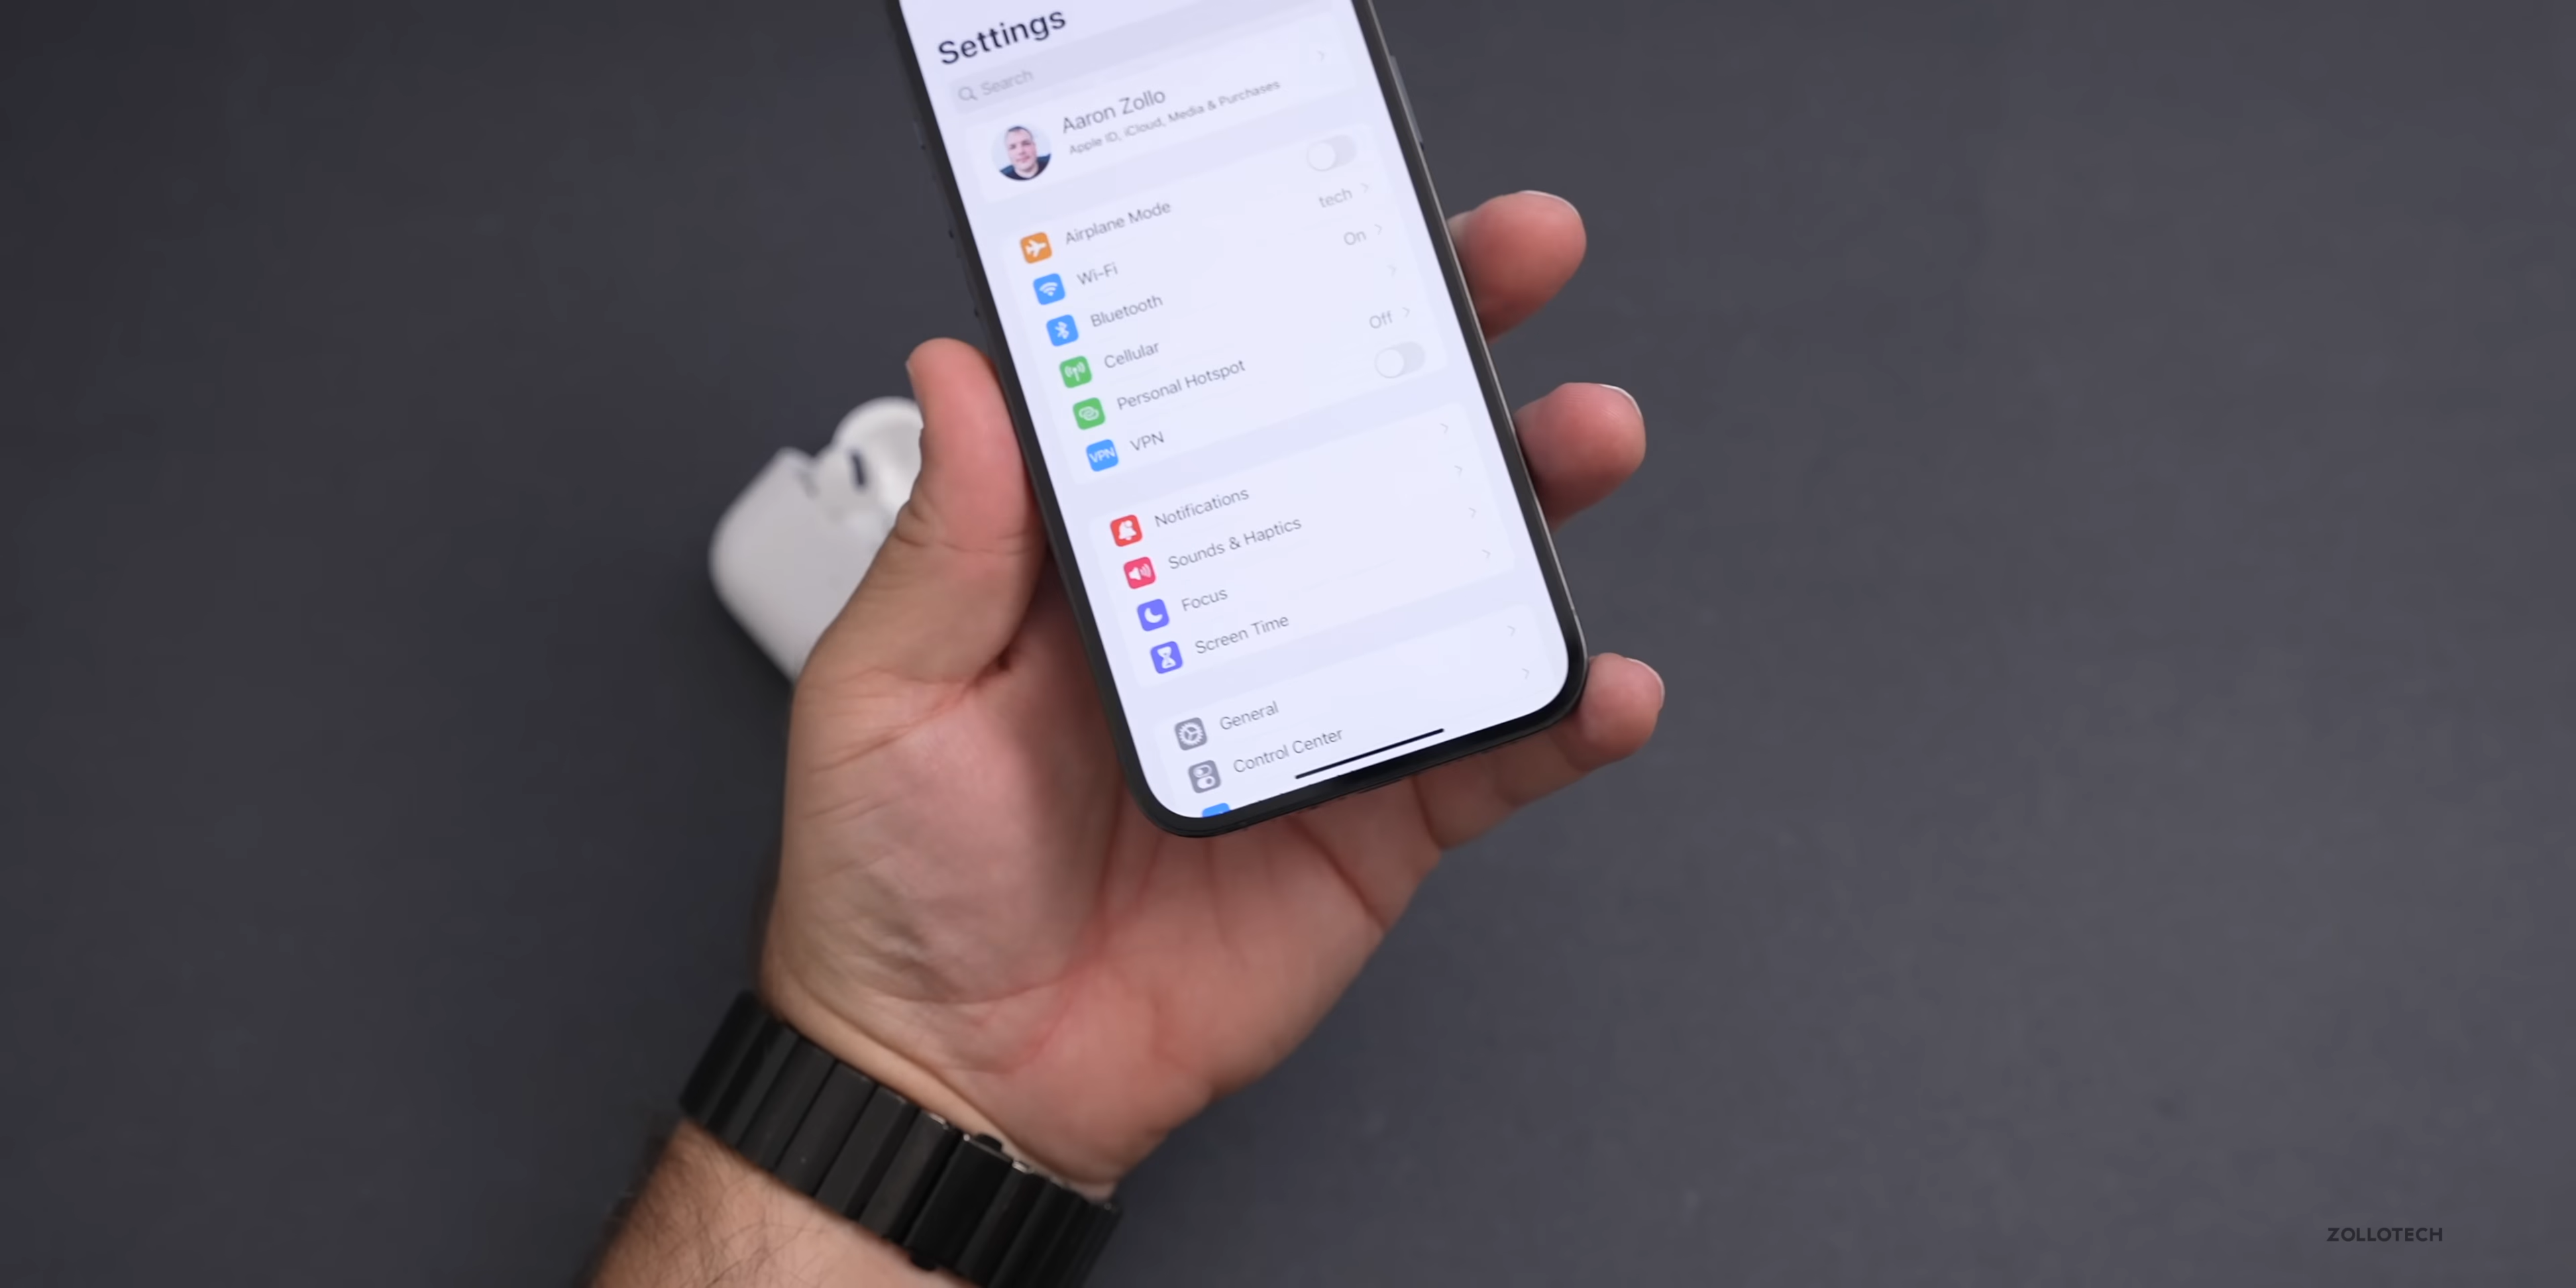 Settings
Search
Aaron Zollo
Apple ID, iCloud, Media & Purchases
Airplane Mode
Wi-Fi tech
Bluetooth On
Cellular
Personal Hotspot Off
VPN VPN
Notifications
Sounds & Haptics
Focus
Screen Time
General
Control Center
ZOLLOTECH